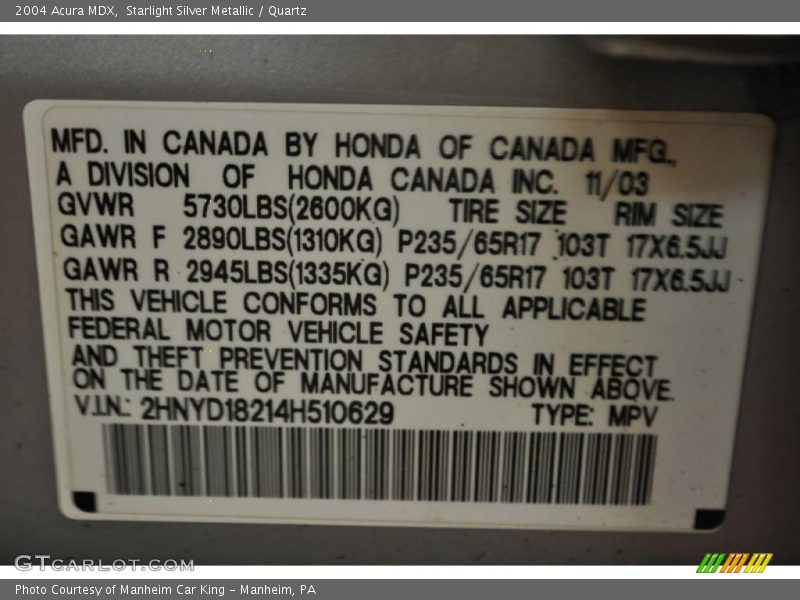 2004 Acura MDX, Starlight Silver Metallic / Quartz
MFD. IN CANADA BY HONDA OF CANADA MFG.,
A DIVISION OF HONDA CANADA INC. 11/03
GVWR 5730LBS(2600KG) TIRE SIZE RIM SIZE
GAWR F 2890LBS(1310KG) P235/65R17 103T 17X6.5JJ
GAWR R 2945LBS(1335KG) P235/65R17 103T 17X6.5JJ
THIS VEHICLE CONFORMS TO ALL APPLICABLE
FEDERAL MOTOR VEHICLE SAFETY
AND THEFT PREVENTION STANDARDS IN EFFECT
ON THE DATE OF MANUFACTURE SHOWN ABOVE.
V.I.N.: 2HNYD18214H510629 TYPE: MPV
GTCARLOT.COM
Photo Courtesy of Manheim Car King - Manheim, PA